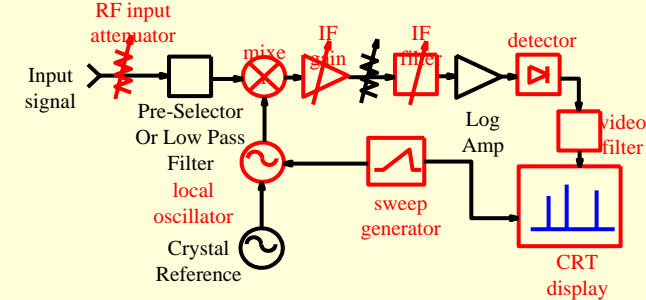 RF input
attenuator
Input
signal
Pre-Selector
Or Low Pass
Filter
mixe
r
IF
gain
IF
filter
Log
Amp
detector
video
filter
local
oscillator
sweep
generator
Crystal
Reference
CRT
display